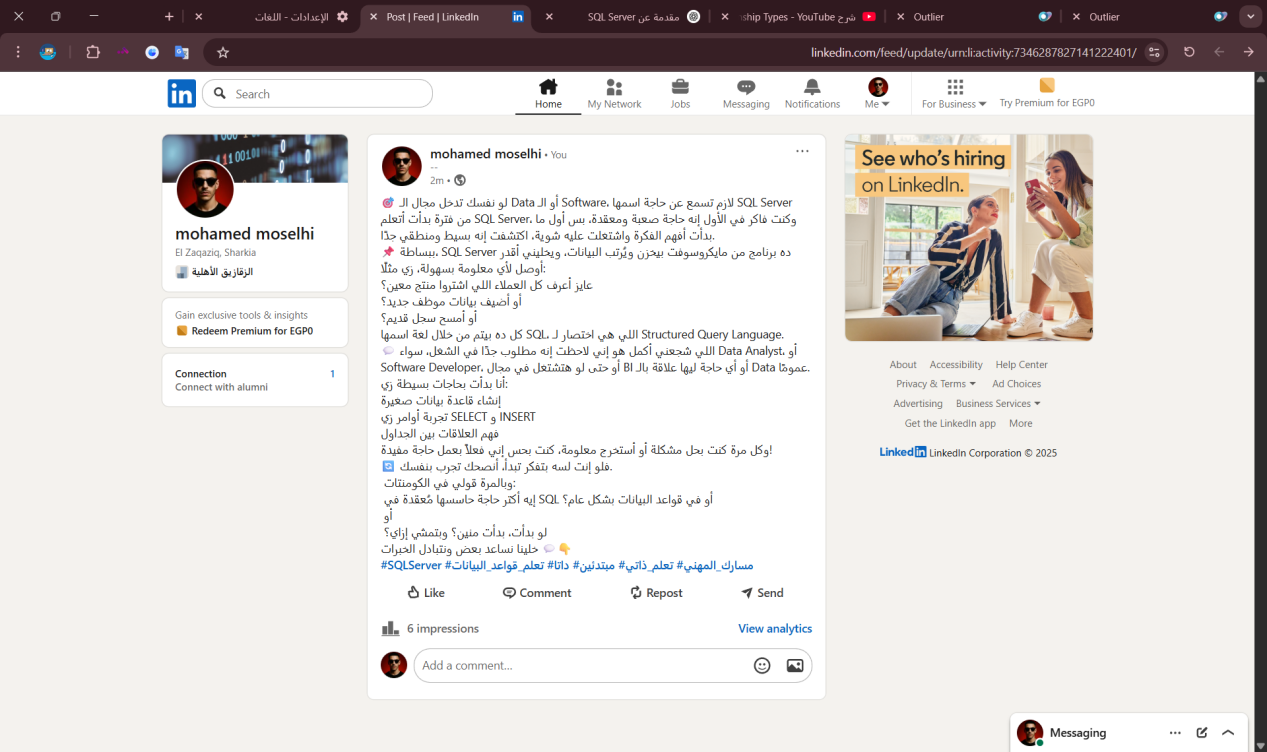 الإعدادات - اللغات
Post | Feed | LinkedIn
مقدمة عن SQL Server
شرح ship Types - YouTube
Outlier
Outlier
linkedin.com/feed/update/urn:li:activity:7346287827141222401/
Search
Home
My Network
Jobs
Messaging
Notifications
Me
For Business
Try Premium for EGP0
mohamed moselhi
El Zaqaziq, Sharkia
الزقازيق الأهلية
Gain exclusive tools & insights
Redeem Premium for EGP0
Connection 1
Connect with alumni
mohamed moselhi • You
--
2m •
🎯 لو نفسك تدخل مجال الـ Data أو الـ Software، لازم تسمع عن حاجة اسمها SQL Server
من فترة بدأت أتعلم SQL Server، وكنت فاكر في الأول إنه حاجة صعبة ومعقدة، بس أول ما
بدأت أفهم الفكرة واشتغلت عليه شوية، اكتشفت إنه بسيط ومنطقي جدًا.
📌 ببساطة، SQL Server ده برنامج من مايكروسوفت بيخزن ويُرتب البيانات، ويخليني أقدر
أوصل لأي معلومة بسهولة، زي مثلًا:
عايز أعرف كل العملاء اللي اشتروا منتج معين؟
أو أضيف بيانات موظف جديد؟
أو أمسح سجل قديم؟
كل ده بيتم من خلال لغة اسمها SQL، اللي هي اختصار لـ Structured Query Language.
💬 اللي شجعني أكمل هو إني لاحظت إنه مطلوب جدًا في الشغل، سواء Data Analyst، أو
Software Developer، أو حتى لو هتشتغل في مجال BI أو أي حاجة ليها علاقة بالـ Data عمومًا.
أنا بدأت بحاجات بسيطة زي:
إنشاء قاعدة بيانات صغيرة
تجربة أوامر زي SELECT و INSERT
فهم العلاقات بين الجداول
وكل مرة كنت بحل مشكلة أو أستخرج معلومة، كنت بحس إني فعلاً بعمل حاجة مفيدة!
🔄 فلو إنت لسه بتفكر تبدأ، أنصحك تجرب بنفسك.
وبالمرة قولي في الكومنتات:
إيه أكتر حاجة حاسسها مُعقدة في SQL أو في قواعد البيانات بشكل عام؟
أو
لو بدأت، بدأت منين؟ وبتمشي إزاي؟
خلينا نساعد بعض ونتبادل الخبرات 💬👇
#SQLServer #تعلم_قواعد_البيانات #داتا #مبتدئين #تعلم_ذاتي #مسارك_المهني
Like
Comment
Repost
Send
6 impressions
View analytics
Add a comment...
See who's hiring
on LinkedIn.
About Accessibility Help Center
Privacy & Terms Ad Choices
Advertising Business Services
Get the LinkedIn app More
LinkedIn LinkedIn Corporation © 2025
Messaging